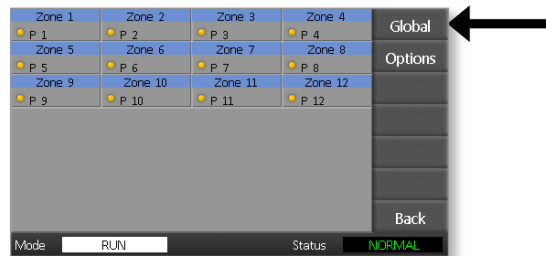 Zone 1 Zone 2 Zone 3 Zone 4
P 1 P 2 P 3 P 4
Zone 5 Zone 6 Zone 7 Zone 8
P 5 P 6 P 7 P 8
Zone 9 Zone 10 Zone 11 Zone 12
P 9 P 10 P 11 P 12
Global
Options
Back
Mode RUN Status NORMAL